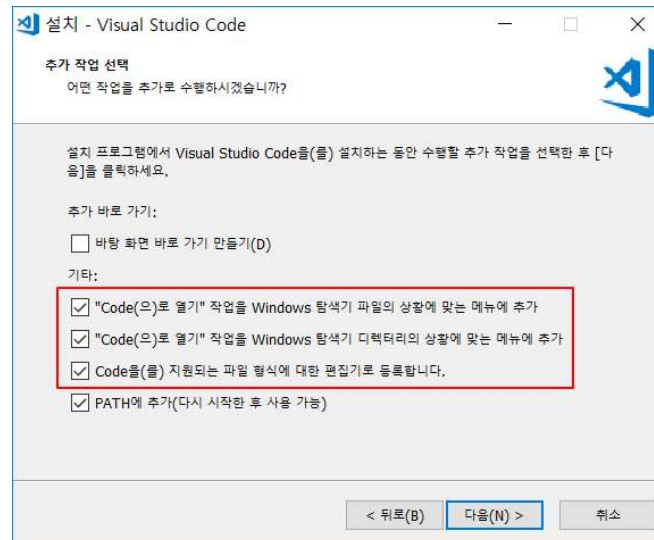 설치 - Visual Studio Code
추가 작업 선택
어떤 작업을 추가로 수행하시겠습니까?
설치 프로그램에서 Visual Studio Code을(를) 설치하는 동안 수행할 추가 작업을 선택한 후 [다
음]을 클릭하세요.
추가 바로 가기:
바탕 화면 바로 가기 만들기(D)
기타:
"Code(으)로 열기" 작업을 Windows 탐색기 파일의 상황에 맞는 메뉴에 추가
"Code(으)로 열기" 작업을 Windows 탐색기 디렉터리의 상황에 맞는 메뉴에 추가
Code을(를) 지원되는 파일 형식에 대한 편집기로 등록합니다.
PATH에 추가(다시 시작한 후 사용 가능)
< 뒤로(B) 다음(N) > 취소